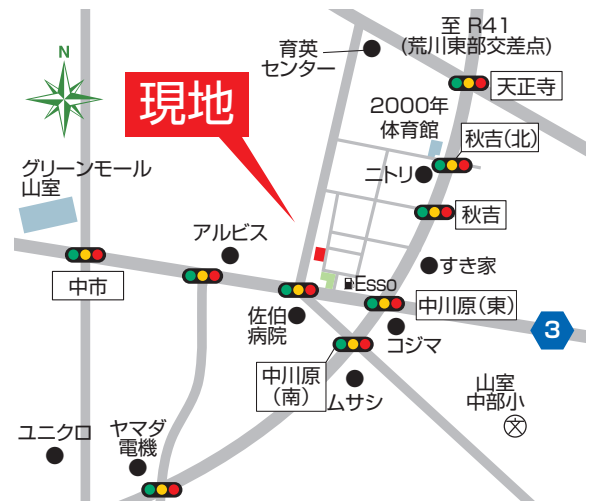 至 R41
(荒川東部交差点)
育英
センター
天正寺
N
現地
2000年
体育館
秋吉(北)
グリーンモール
山室
ニトリ
秋吉
アルビス
すき家
中市
Esso
中川原(東)
佐伯
病院
コジマ
3
中川原
(南)
山室
中部小
文
ムサシ
ユニクロ
ヤマダ
電機